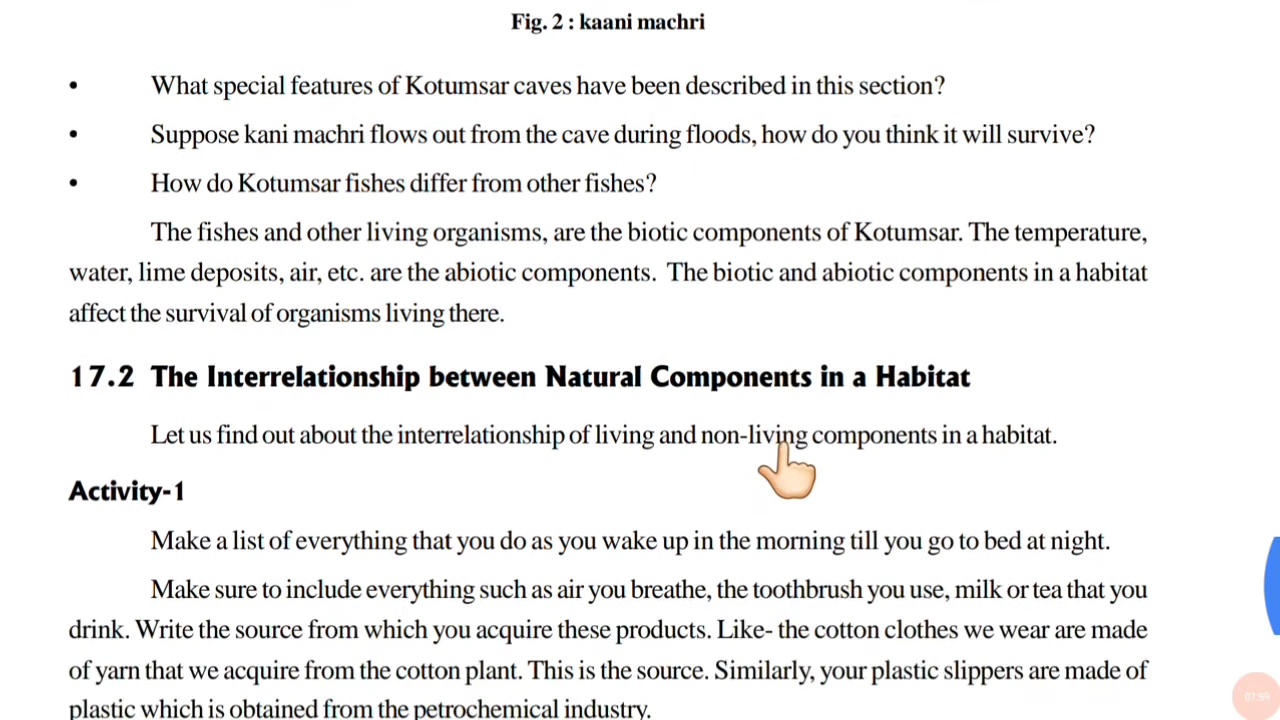 Fig. 2 : kaani machri
• What special features of Kotumsar caves have been described in this section?
• Suppose kani machri flows out from the cave during floods, how do you think it will survive?
• How do Kotumsar fishes differ from other fishes?
The fishes and other living organisms, are the biotic components of Kotumsar. The temperature,
water, lime deposits, air, etc. are the abiotic components. The biotic and abiotic components in a habitat
affect the survival of organisms living there.
17.2 The Interrelationship between Natural Components in a Habitat
Let us find out about the interrelationship of living and non-living components in a habitat.
Activity-1
Make a list of everything that you do as you wake up in the morning till you go to bed at night.
Make sure to include everything such as air you breathe, the toothbrush you use, milk or tea that you
drink. Write the source from which you acquire these products. Like- the cotton clothes we wear are made
of yarn that we acquire from the cotton plant. This is the source. Similarly, your plastic slippers are made of
plastic which is obtained from the petrochemical industry.